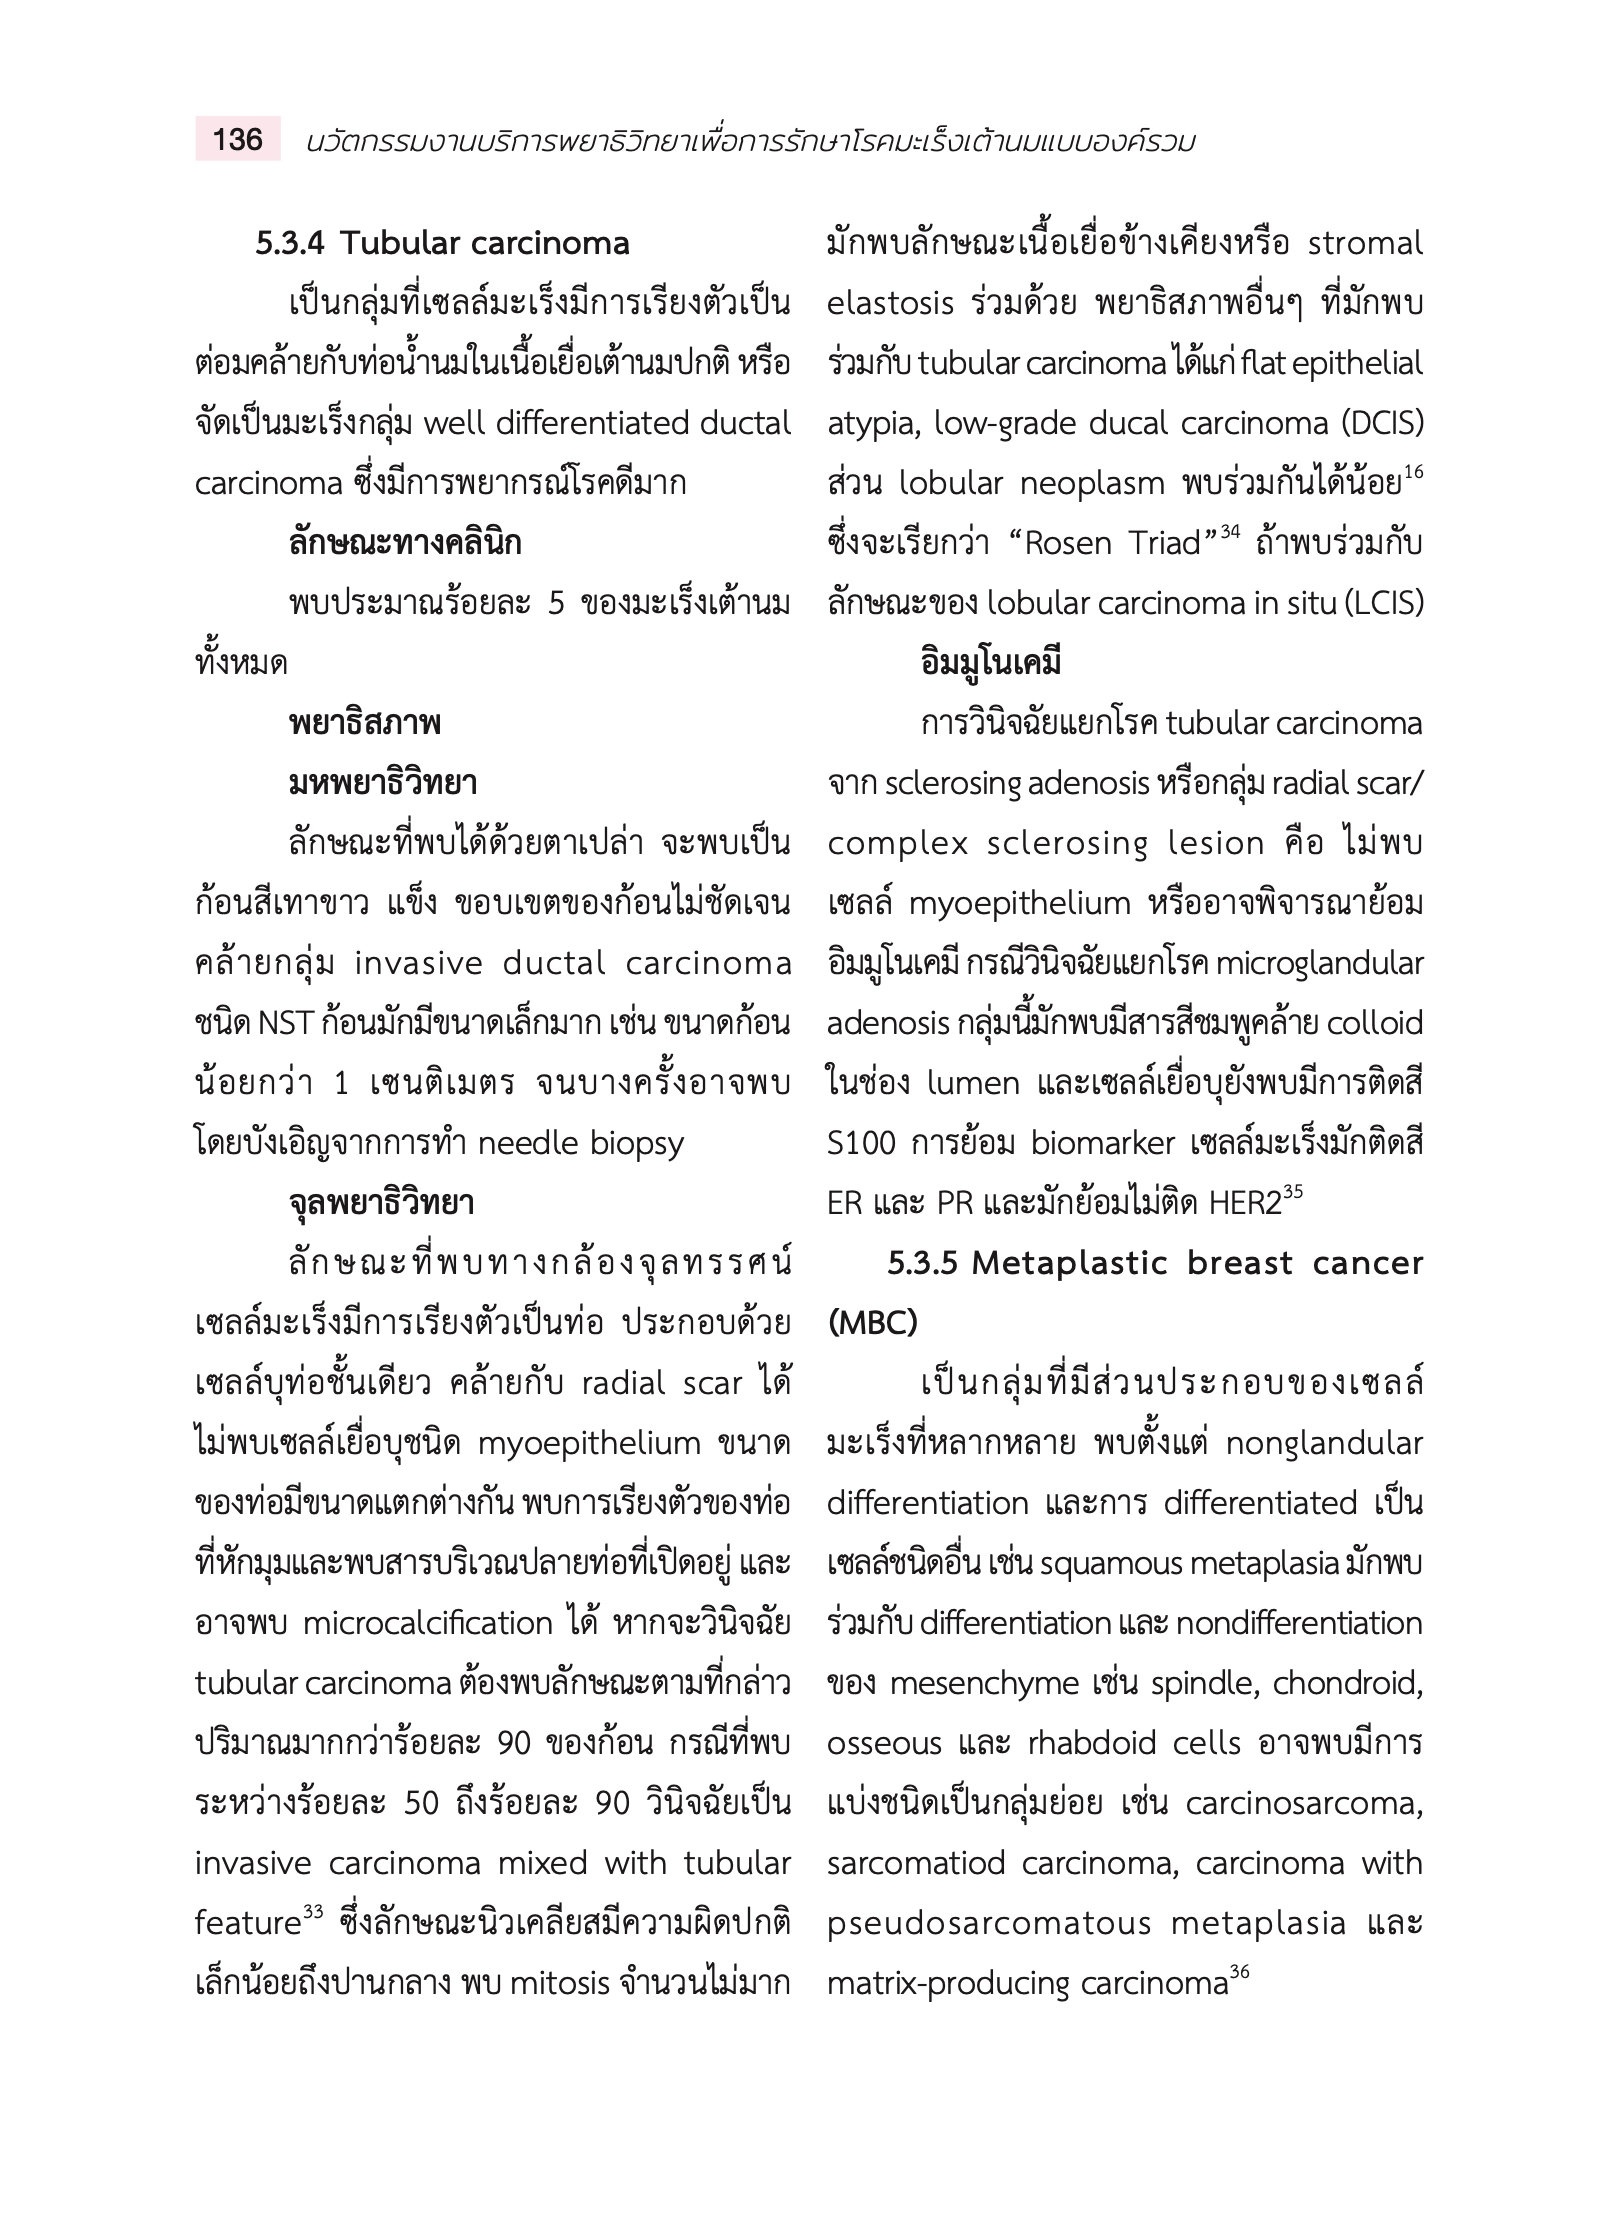 136 นวัตกรรมงานบริการพยาธิวิทยาเพื่อการรักษาโรคมะเร็งเต้านมแบบองค์รวม
5.3.4 Tubular carcinoma
เป็นกลุ่มที่เซลล์มะเร็งมีการเรียงตัวเป็น
ต่อมคล้ายกับท่อน้ำนมในเนื้อเยื่อเต้านมปกติ หรือ
จัดเป็นมะเร็งกลุ่ม well differentiated ductal
carcinoma ซึ่งมีการพยากรณ์โรคดีมาก
ลักษณะทางคลินิก
พบประมาณร้อยละ 5 ของมะเร็งเต้านม
ทั้งหมด
พยาธิสภาพ
มหพยาธิวิทยา
ลักษณะที่พบได้ด้วยตาเปล่า จะพบเป็น
ก้อนสีเทาขาว แข็ง ขอบเขตของก้อนไม่ชัดเจน
คล้ายกลุ่ม invasive ductal carcinoma
ชนิด NST ก้อนมักมีขนาดเล็กมาก เช่น ขนาดก้อน
น้อยกว่า 1 เซนติเมตร จนบางครั้งอาจพบ
โดยบังเอิญจากการทำ needle biopsy
จุลพยาธิวิทยา
ลักษณะที่พบทางกล้องจุลทรรศน์
เซลล์มะเร็งมีการเรียงตัวเป็นท่อ ประกอบด้วย
เซลล์บุท่อชั้นเดียว คล้ายกับ radial scar ได้
ไม่พบเซลล์เยื่อบุชนิด myoepithelium ขนาด
ของท่อมีขนาดแตกต่างกัน พบการเรียงตัวของท่อ
ที่หักมุมและพบสารบริเวณปลายท่อที่เปิดอยู่ และ
อาจพบ microcalcification ได้ หากจะวินิจฉัย
tubular carcinoma ต้องพบลักษณะตามที่กล่าว
ปริมาณมากกว่าร้อยละ 90 ของก้อน กรณีที่พบ
ระหว่างร้อยละ 50 ถึงร้อยละ 90 วินิจฉัยเป็น
invasive carcinoma mixed with tubular
feature33 ซึ่งลักษณะนิวเคลียสมีความผิดปกติ
เล็กน้อยถึงปานกลาง พบ mitosis จำนวนไม่มาก
มักพบลักษณะเนื้อเยื่อข้างเคียงหรือ stromal
elastosis ร่วมด้วย พยาธิสภาพอื่นๆ ที่มักพบ
ร่วมกับ tubular carcinoma ได้แก่ flat epithelial
atypia, low-grade ducal carcinoma (DCIS)
ส่วน lobular neoplasm พบร่วมกันได้น้อย16
ซึ่งจะเรียกว่า “Rosen Triad”34 ถ้าพบร่วมกับ
ลักษณะของ lobular carcinoma in situ (LCIS)
อิมมูโนเคมี
การวินิจฉัยแยกโรค tubular carcinoma
จาก sclerosing adenosis หรือกลุ่ม radial scar/
complex sclerosing lesion คือ ไม่พบ
เซลล์ myoepithelium หรืออาจพิจารณาย้อม
อิมมูโนเคมี กรณีวินิจฉัยแยกโรค microglandular
adenosis กลุ่มนี้มักพบมีสารสีชมพูคล้าย colloid
ในช่อง lumen และเซลล์เยื่อบุยังพบมีการติดสี
S100 การย้อม biomarker เซลล์มะเร็งมักติดสี
ER และ PR และมักย้อมไม่ติด HER235
5.3.5 Metaplastic breast cancer
(MBC)
เป็นกลุ่มที่มีส่วนประกอบของเซลล์
มะเร็งที่หลากหลาย พบตั้งแต่ nonglandular
differentiation และการ differentiated เป็น
เซลล์ชนิดอื่น เช่น squamous metaplasia มักพบ
ร่วมกับ differentiation และ nondifferentiation
ของ mesenchyme เช่น spindle, chondroid,
osseous และ rhabdoid cells อาจพบมีการ
แบ่งชนิดเป็นกลุ่มย่อย เช่น carcinosarcoma,
sarcomatiod carcinoma, carcinoma with
pseudosarcomatous metaplasia และ
matrix-producing carcinoma36